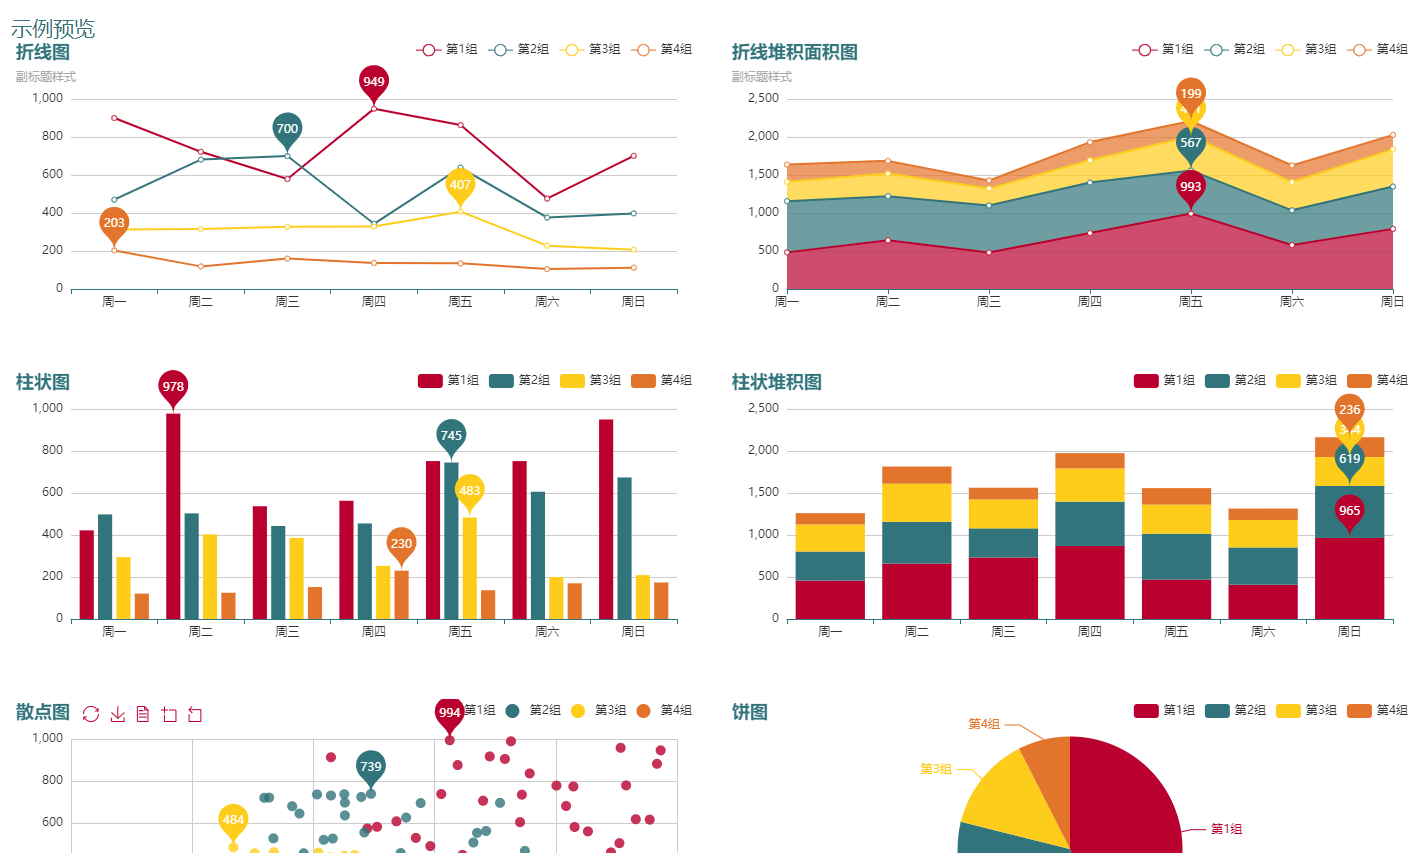 示例预览
折线图
第1组 第2组 第3组 第4组
副标题样式
949
700
407
203
1,000
800
600
400
200
0
周一 周二 周三 周四 周五 周六 周日
折线堆积面积图
第1组 第2组 第3组 第4组
副标题样式
199
567
993
2,500
2,000
1,500
1,000
500
0
周一 周二 周三 周四 周五 周六 周日
柱状图
第1组 第2组 第3组 第4组
978
745
483
230
1,000
800
600
400
200
0
周一 周二 周三 周四 周五 周六 周日
柱状堆积图
第1组 第2组 第3组 第4组
236
619
965
2,500
2,000
1,500
1,000
500
0
周一 周二 周三 周四 周五 周六 周日
散点图
第1组 第2组 第3组 第4组
994
739
484
1,000
800
600
饼图
第1组 第2组 第3组 第4组
第4组
第3组
第1组